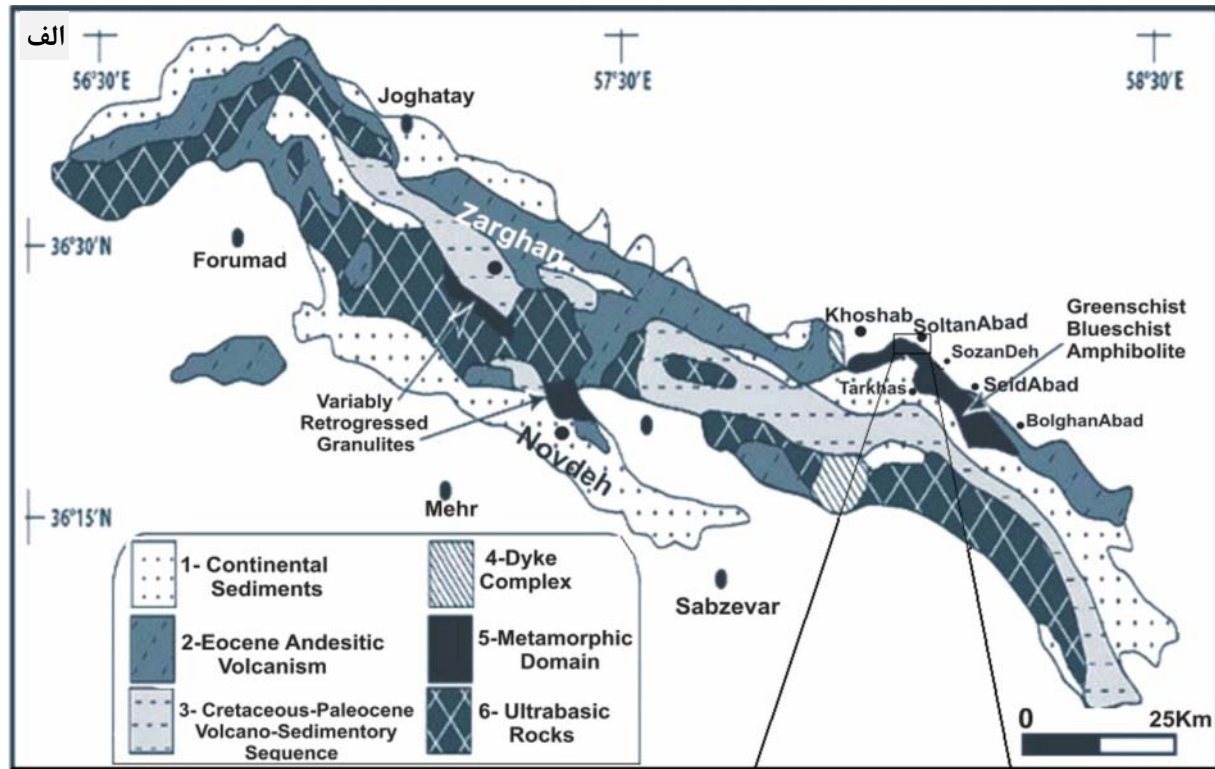 الف
56°30′E
57°30′E
58°30′E
Joghatay
Zarghan
36°30′N
Forumad
Khoshab
SoltanAbad
Greenschist
Blueschist
Amphibolite
SozanDeh
Tarkhas
SeidAbad
BolghanAbad
Variably
Retrogressed
Granulites
Novdeh
Mehr
36°15′N
Sabzevar
1- Continental
Sediments
2-Eocene Andesitic
Volcanism
3- Cretaceous-Paleocene
Volcano-Sedimentory
Sequence
4-Dyke
Complex
5-Metamorphic
Domain
6- Ultrabasic
Rocks
0 25Km